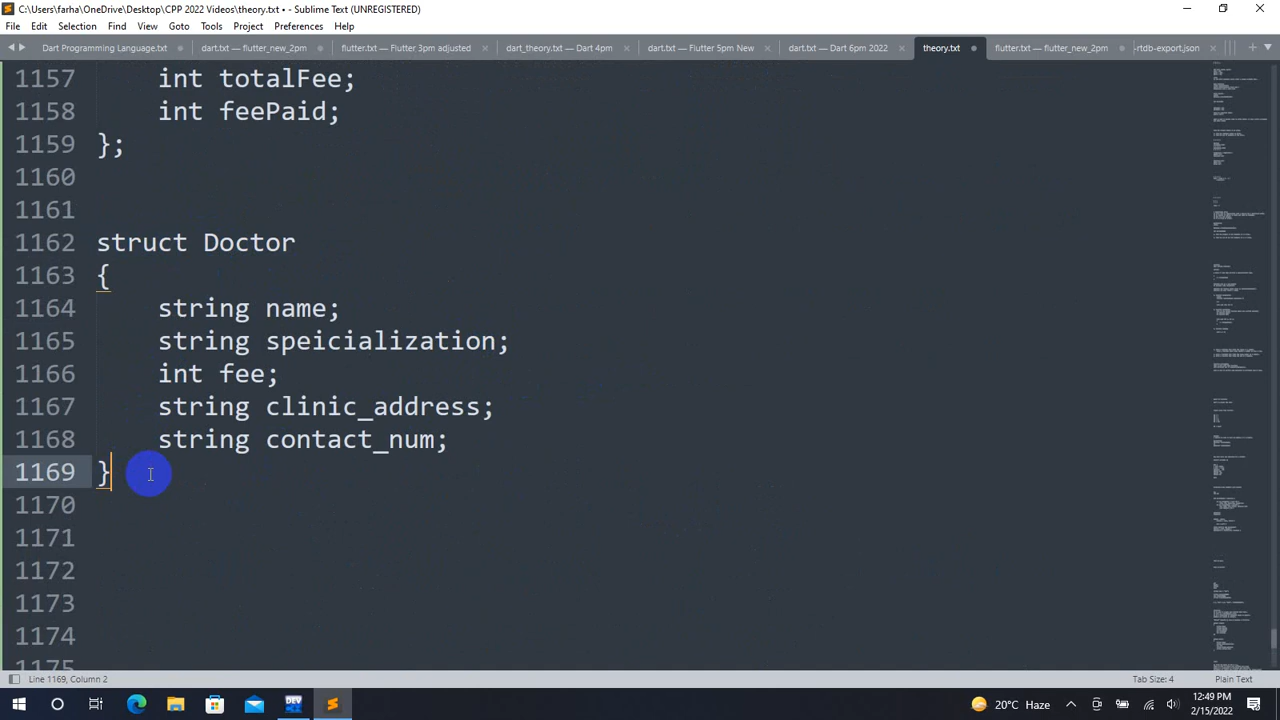 C:\Users\farha\OneDrive\Desktop\CPP 2022 Videos\theory.txt • - Sublime Text (UNREGISTERED)
File Edit Selection Find View Goto Tools Project Preferences Help
Dart Programming Language.txt dart.txt — flutter_new_2pm flutter.txt — Flutter 3pm adjusted dart_theory.txt — Dart 4pm dart.txt — Flutter 5pm New dart.txt — Dart 6pm 2022 theory.txt flutter.txt — flutter_new_2pm -rtdb-export.json
1157 int totalFee;
1158 int feePaid;
1159 };
1160
1161
1162 struct Doctor
1163 {
1164 string name;
1165 string speicialization;
1166 int fee;
1167 string clinic_address;
1168 string contact_num;
1169 }
1170
1171
1172
1173
1174
1175
Line 1169, Column 2 Tab Size: 4 Plain Text
20°C Haze 12:49 PM
2/15/2022